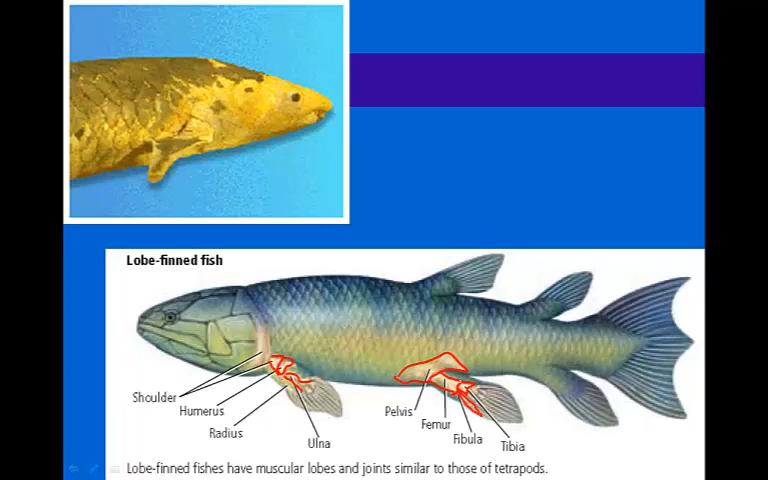 Lobe-finned fish
Shoulder
Humerus
Radius
Ulna
Pelvis
Femur
Fibula
Tibia
Lobe-finned fishes have muscular lobes and joints similar to those of tetrapods.